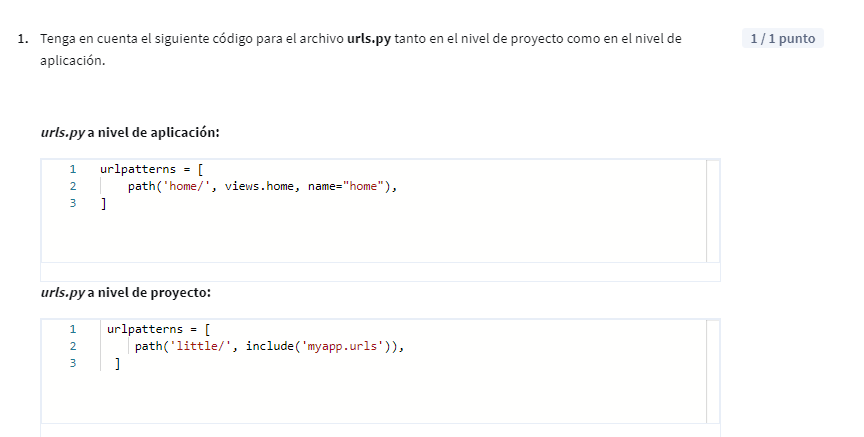 1. Tenga en cuenta el siguiente código para el archivo urls.py tanto en el nivel de proyecto como en el nivel de
1 / 1 punto
aplicación.
urls.py a nivel de aplicación:
1 urlpatterns = [
2 path('home/', views.home, name="home"),
3 ]
urls.py a nivel de proyecto:
1 urlpatterns = [
2 path('little/', include('myapp.urls')),
3 ]